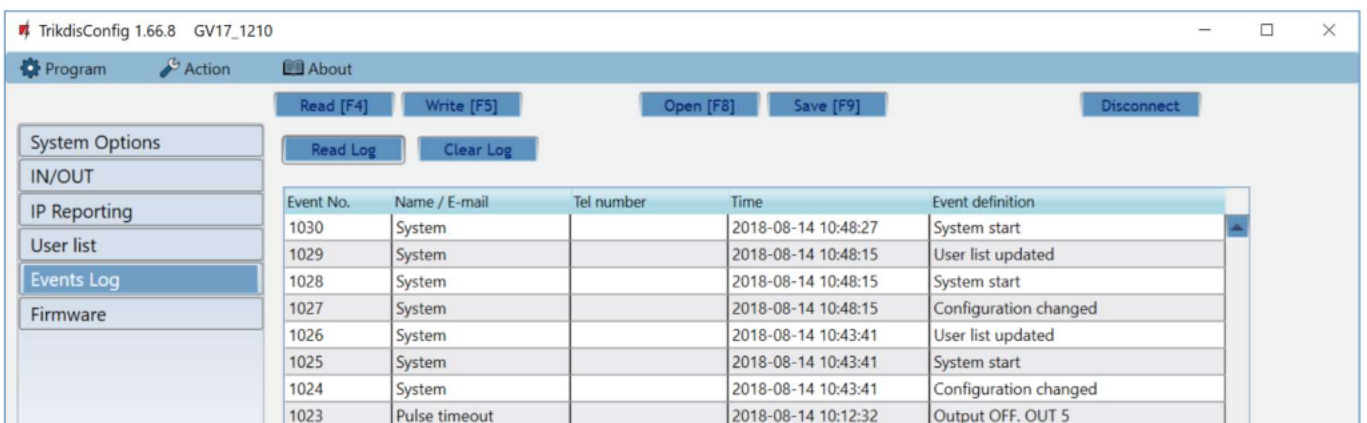 TrikdisConfig 1.66.8 GV17_1210
Program Action About
Read [F4] Write [F5] Open [F8] Save [F9] Disconnect
System Options
IN/OUT
IP Reporting
User list
Events Log
Firmware
Read Log Clear Log
Event No. Name / E-mail Tel number Time Event definition
1030 System 2018-08-14 10:48:27 System start
1029 System 2018-08-14 10:48:15 User list updated
1028 System 2018-08-14 10:48:15 System start
1027 System 2018-08-14 10:48:15 Configuration changed
1026 System 2018-08-14 10:43:41 User list updated
1025 System 2018-08-14 10:43:41 System start
1024 System 2018-08-14 10:43:41 Configuration changed
1023 Pulse timeout 2018-08-14 10:12:32 Output OFF. OUT 5